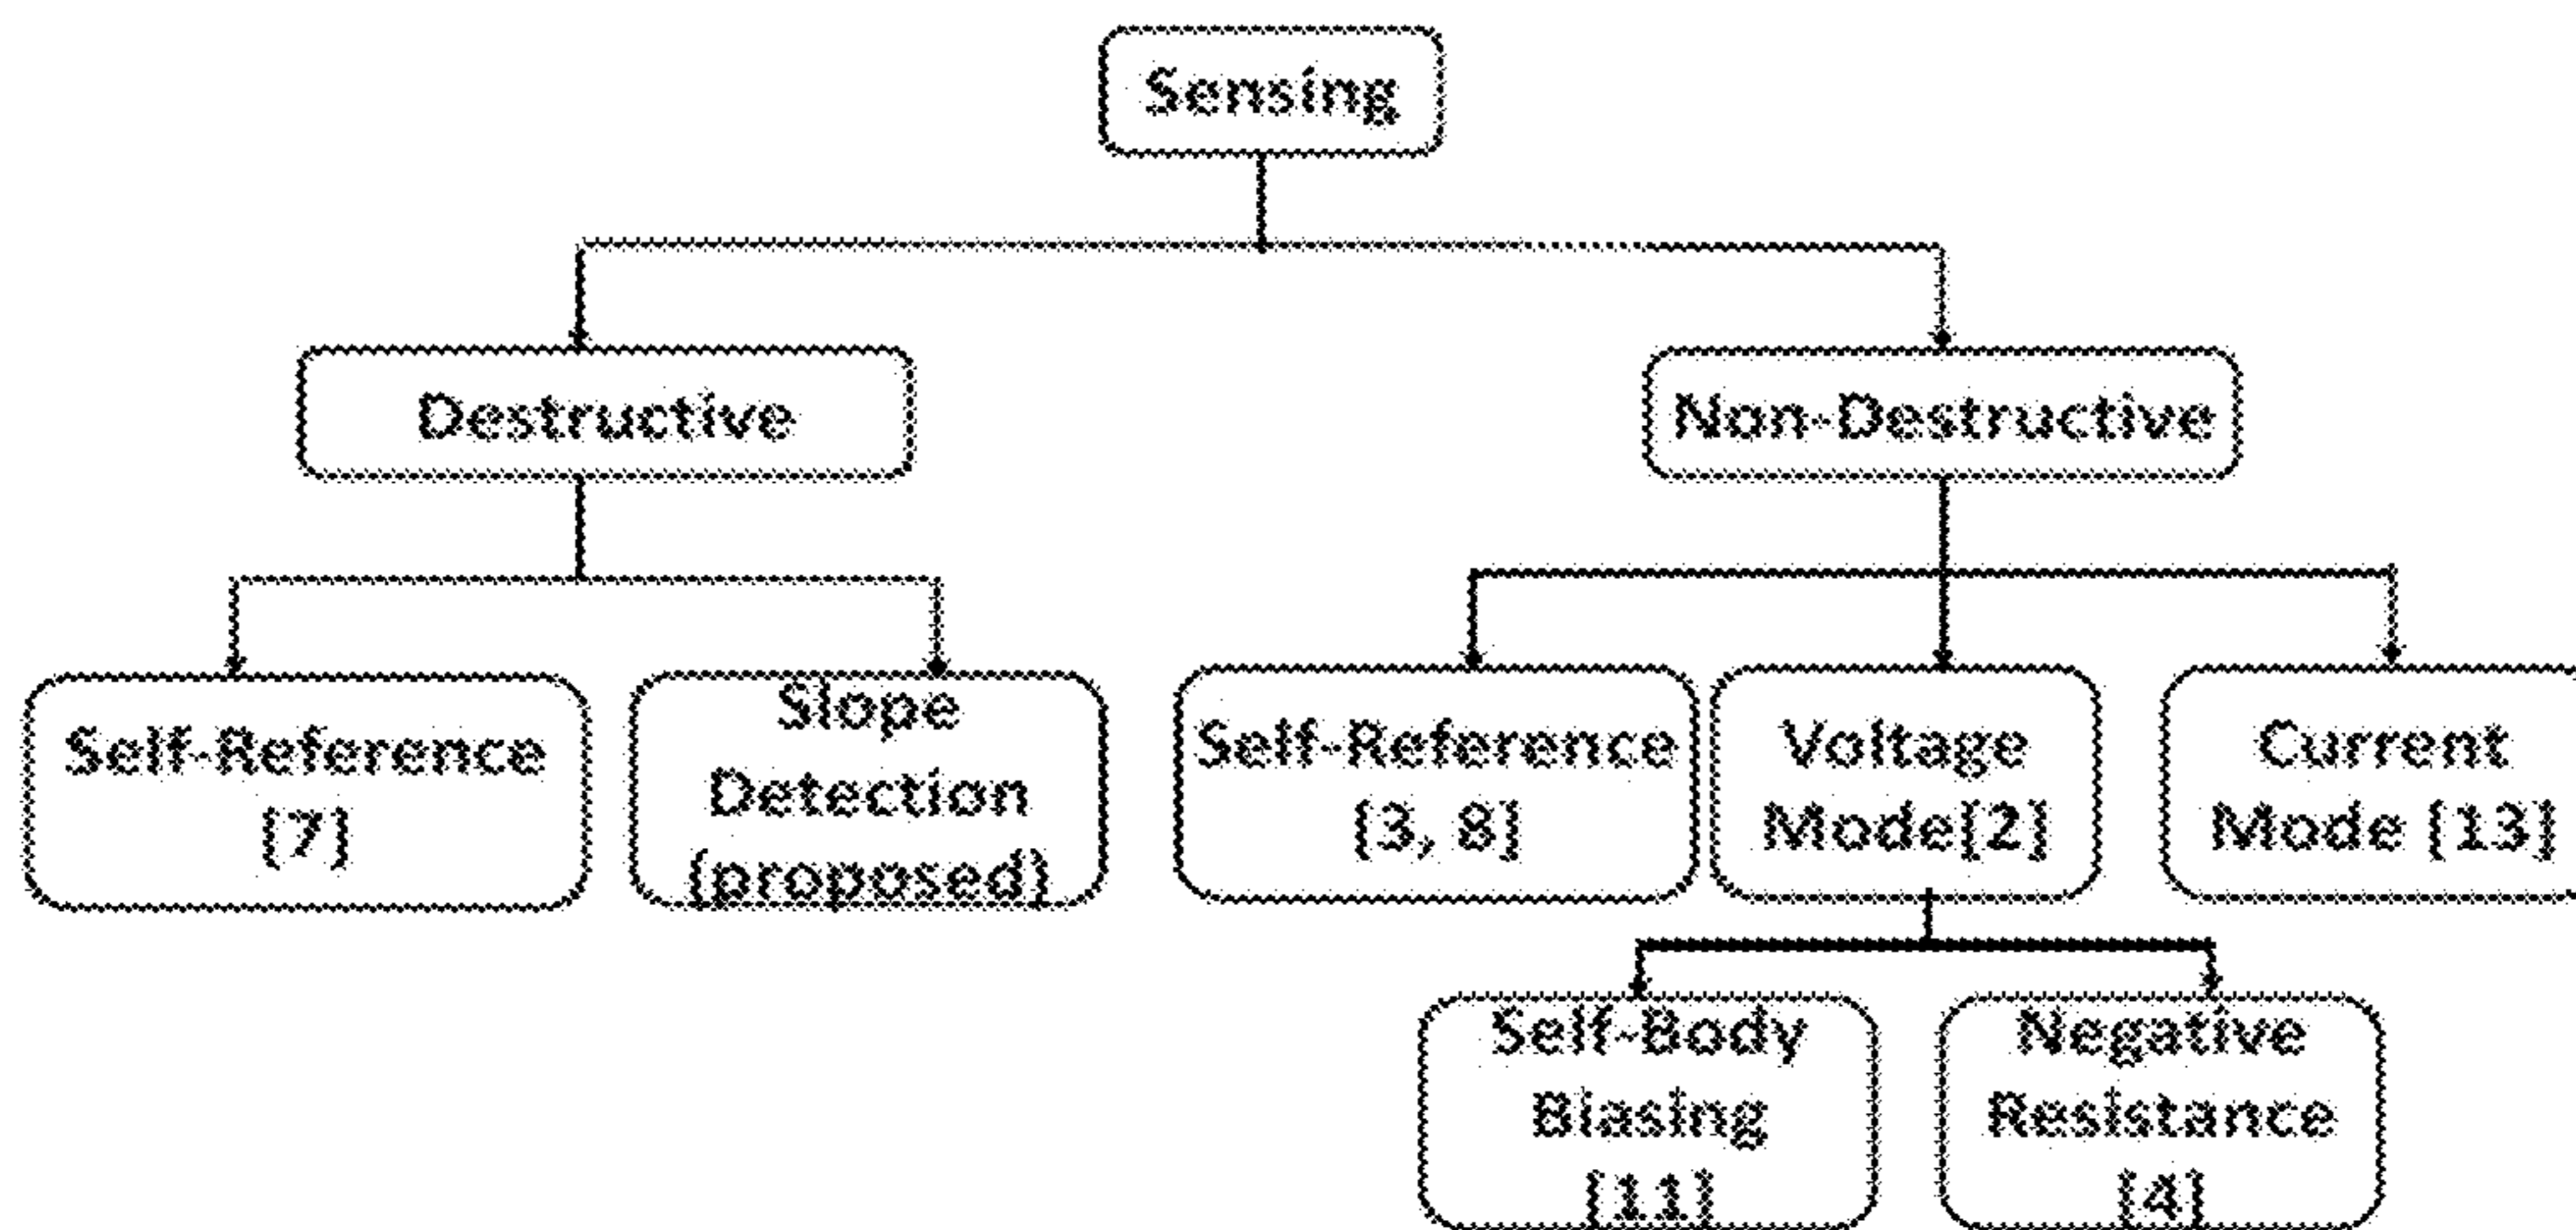 Sensing
Destructive
Non-Destructive
Self-Reference
[7]
Slope
Detection
(proposed)
Self-Reference
[3, 8]
Voltage
Mode[2]
Current
Mode [13]
Self-Body
Biasing
[11]
Negative
Resistance
[4]